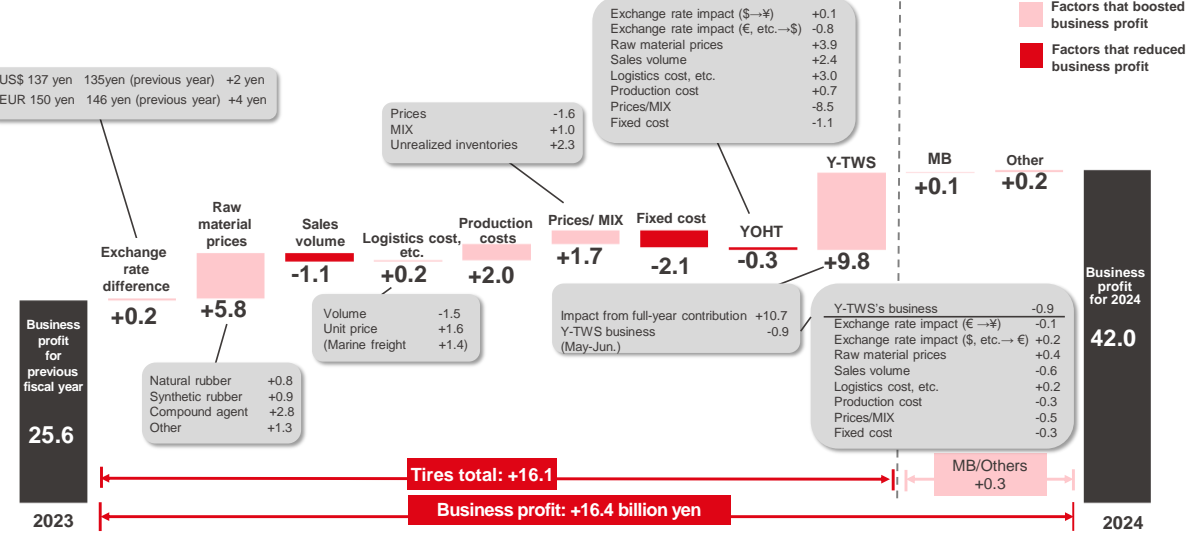 Factors that boosted
business profit
Factors that reduced
business profit
Exchange rate impact ($→¥) +0.1
Exchange rate impact (€, etc.→$) -0.8
Raw material prices +3.9
Sales volume +2.4
Logistics cost, etc. +3.0
Production cost +0.7
Prices/MIX -8.5
Fixed cost -1.1
US$ 137 yen 135yen (previous year) +2 yen
EUR 150 yen 146 yen (previous year) +4 yen
Prices -1.6
MIX +1.0
Unrealized inventories +2.3
Business
profit
for
previous
fiscal year
25.6
2023
Exchange
rate
difference
+0.2
Raw
material
prices
+5.8
Sales
volume
-1.1
Logistics cost,
etc.
+0.2
Production
costs
+2.0
Prices/ MIX
+1.7
Fixed cost
-2.1
YOHT
-0.3
Y-TWS
+9.8
MB
+0.1
Other
+0.2
Business
profit
for 2024
42.0
2024
Natural rubber +0.8
Synthetic rubber +0.9
Compound agent +2.8
Other +1.3
Volume -1.5
Unit price +1.6
(Marine freight +1.4)
Impact from full-year contribution +10.7
Y-TWS business -0.9
(May-Jun.)
Y-TWS's business -0.9
Exchange rate impact (€ →¥) -0.1
Exchange rate impact ($, etc.→ €) +0.2
Raw material prices +0.4
Sales volume -0.6
Logistics cost, etc. +0.2
Production cost -0.3
Prices/MIX -0.5
Fixed cost -0.3
Tires total: +16.1
MB/Others
+0.3
Business profit: +16.4 billion yen